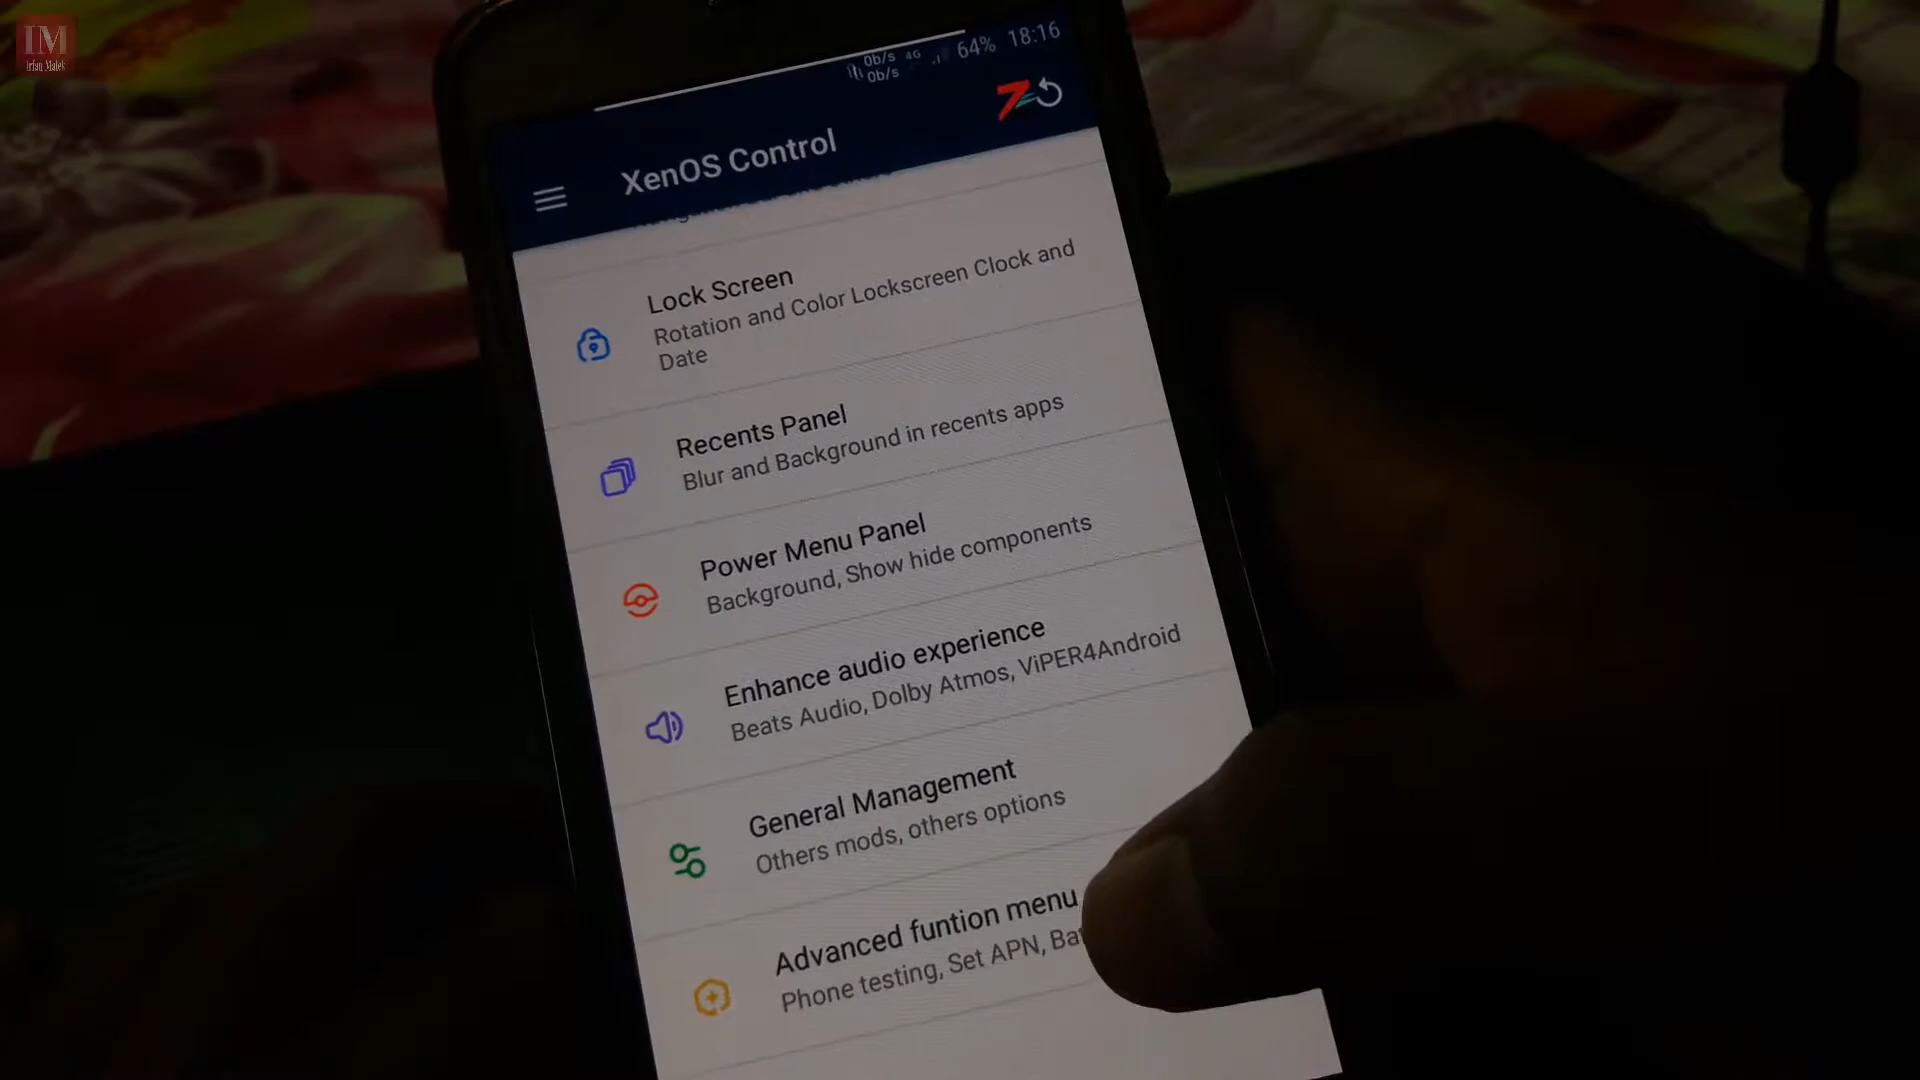 IM
Irfan Malek
0b/s
0b/s
4G
64% 18:16
XenOS Control
Lock Screen
Rotation and Color Lockscreen Clock and
Date
Recents Panel
Blur and Background in recents apps
Power Menu Panel
Background, Show hide components
Enhance audio experience
Beats Audio, Dolby Atmos, ViPER4Android
General Management
Others mods, others options
Advanced funtion menu
Phone testing, Set APN, Ba